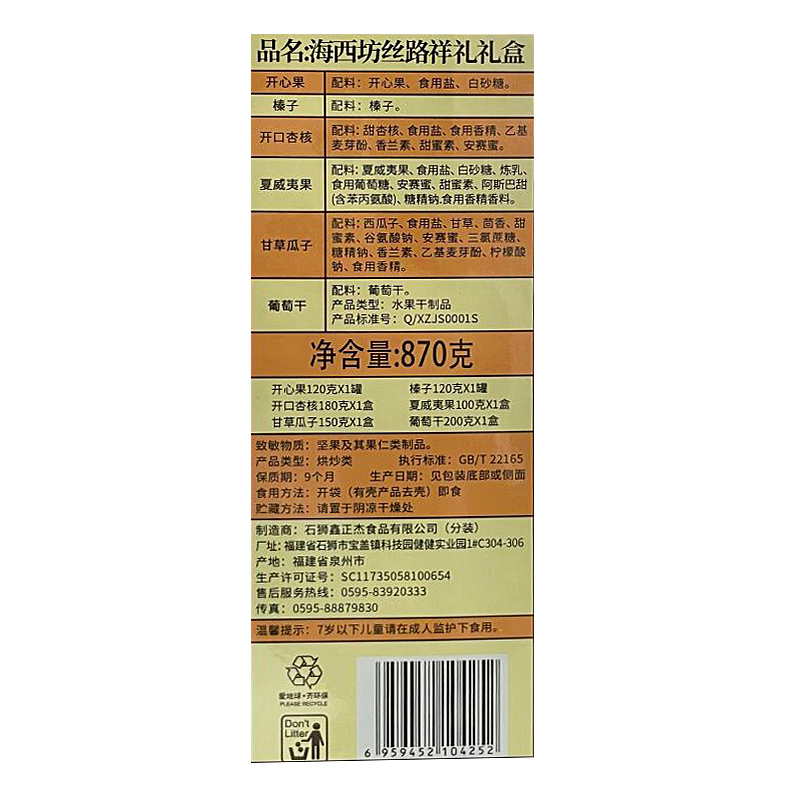 品名:海西坊丝路祥礼礼盒
开心果 配料：开心果、食用盐、白砂糖。
榛子 配料：榛子。
开口杏核 配料：甜杏核、食用盐、食用香精、乙基
麦芽酚、香兰素、甜蜜素、安赛蜜。
夏威夷果 配料：夏威夷果、食用盐、白砂糖、炼乳、
食用葡萄糖、安赛蜜、甜蜜素、阿斯巴甜
(含苯丙氨酸)、糖精钠.食用香精香料。
甘草瓜子 配料：西瓜子、食用盐、甘草、茴香、甜
蜜素、谷氨酸钠、安赛蜜、三氯蔗糖、
糖精钠、香兰素、乙基麦芽酚、柠檬酸
钠、食用香精。
葡萄干 配料：葡萄干。
产品类型：水果干制品
产品标准号：Q/XZJS0001S
净含量:870克
开心果120克X1罐 榛子120克X1罐
开口杏核180克X1盒 夏威夷果100克X1盒
甘草瓜子150克X1盒 葡萄干200克X1盒
致敏物质：坚果及其果仁类制品。
产品类型：烘炒类 执行标准：GB/T 22165
保质期：9个月 生产日期：见包装底部或侧面
食用方法：开袋（有壳产品去壳）即食
贮藏方法：请置于阴凉干燥处
制造商：石狮鑫正杰食品有限公司（分装）
厂址：福建省石狮市宝盖镇科技园健健实业园1#C304-306
产地：福建省泉州市
生产许可证号：SC11735058100654
售后服务热线：0595-83920333
传真：0595-88879830
温馨提示：7岁以下儿童请在成人监护下食用。
爱地球·齐环保
PLEASE RECYCLE
Don't
Litter
6 959452 104252